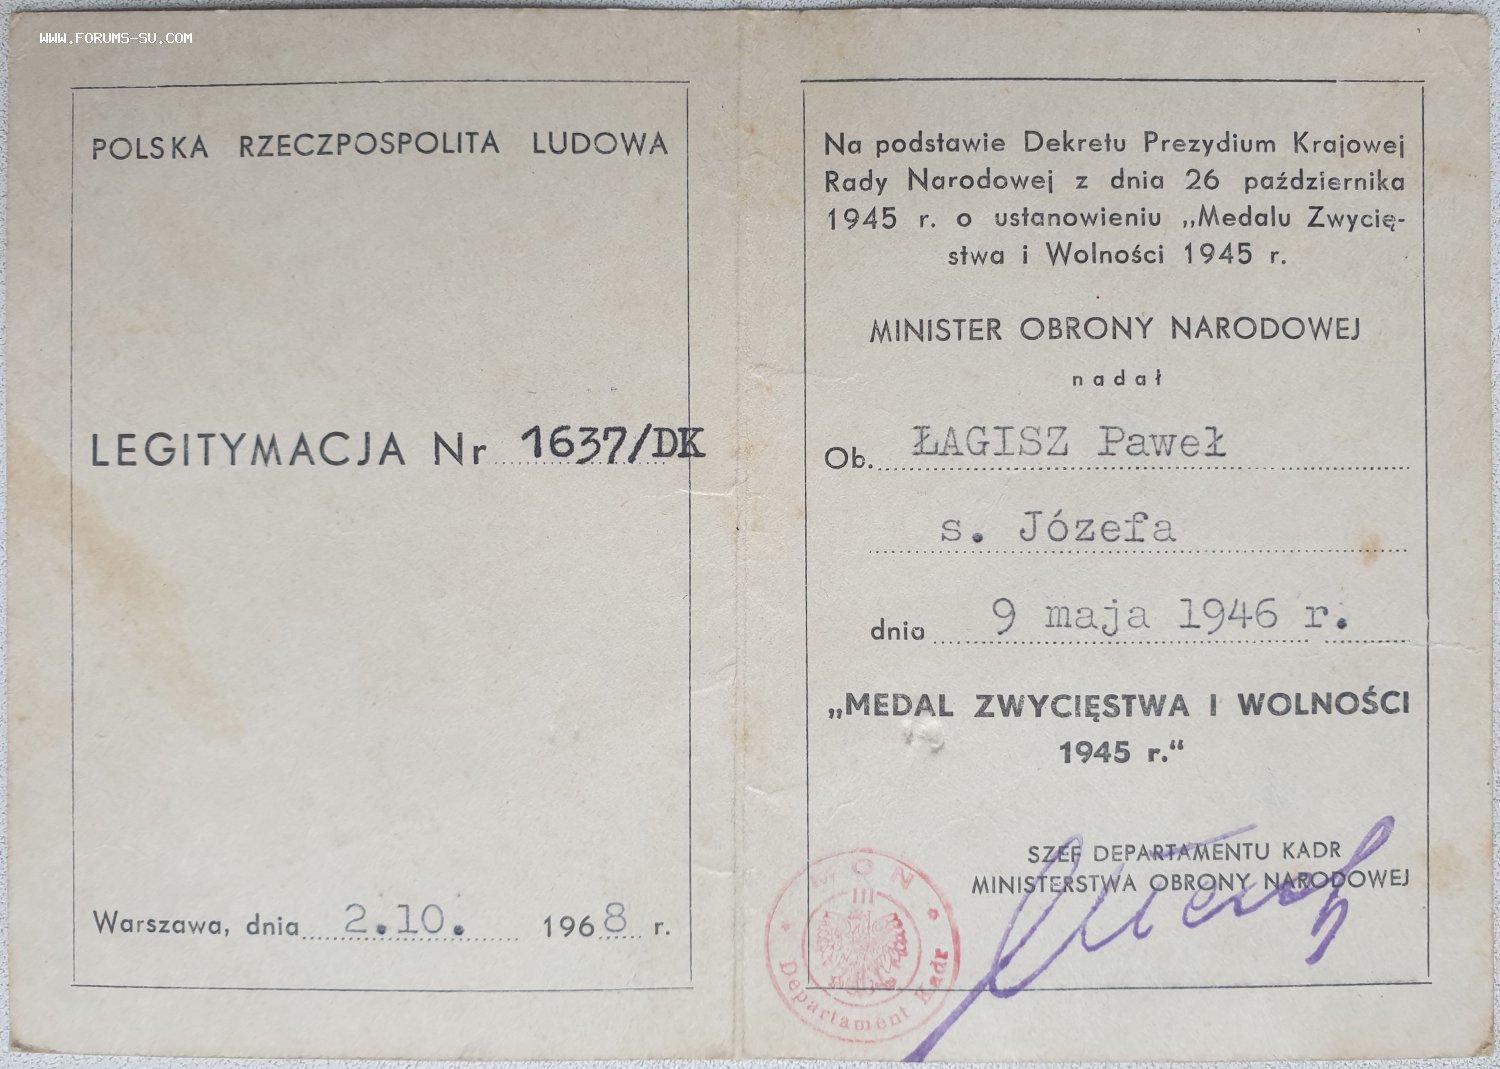 WWW.FORUMS-SU.COM
POLSKA RZECZPOSPOLITA LUDOWA
LEGITYMACJA Nr 1637/DK
Warszawa, dnia 2.10. 1968 r.
Na podstawie Dekretu Prezydium Krajowej
Rady Narodowej z dnia 26 października
1945 r. o ustanowieniu „Medalu Zwycię-
stwa i Wolności 1945 r.
MINISTER OBRONY NARODOWEJ
nadał
Ob. ŁAGISZ Paweł
s. Józefa
dnia 9 maja 1946 r.
„MEDAL ZWYCIĘSTWA I WOLNOŚCI
1945 r.“
SZEF DEPARTAMENTU KADR
MINISTERSTWA OBRONY NARODOWEJ
MON
III
Departament Kadr